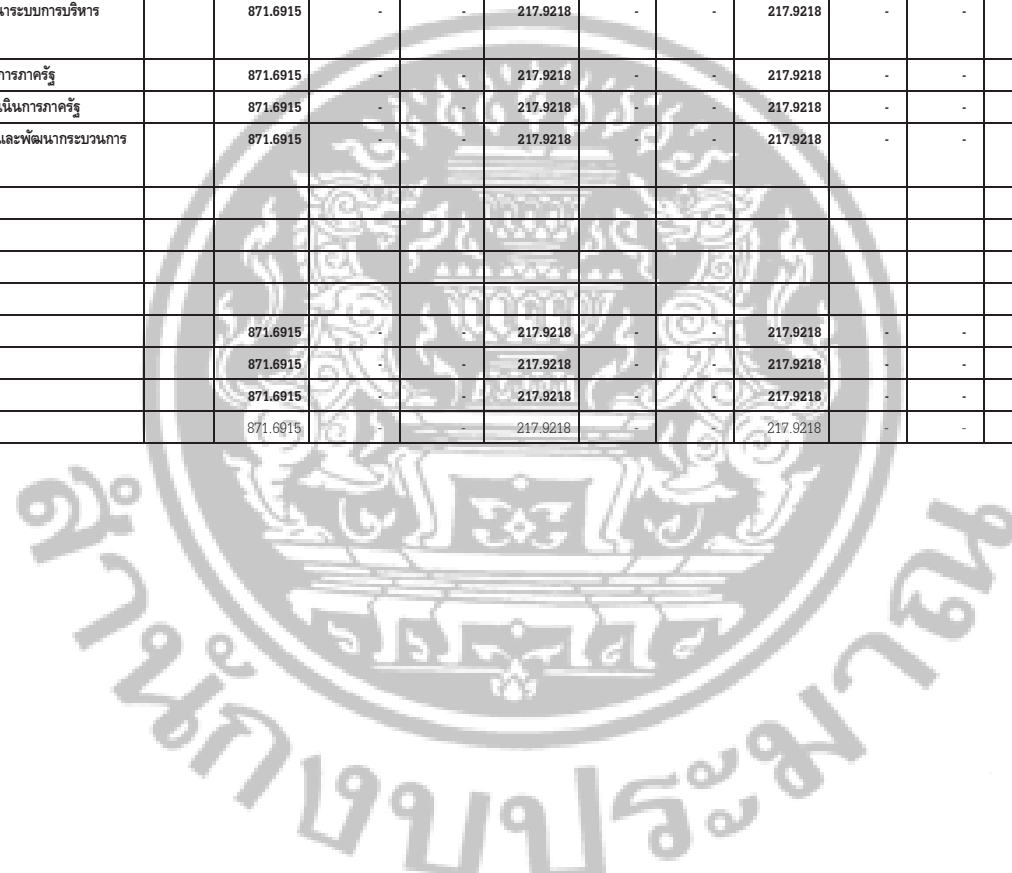 นาระบบการบริหาร 871.6915 - - 217.9218 - - 217.9218 - -
การภาครัฐ 871.6915 - - 217.9218 - - 217.9218 - -
เนินการภาครัฐ 871.6915 - - 217.9218 - - 217.9218 - -
และพัฒนากระบวนการ 871.6915 - - 217.9218 - - 217.9218 - -
871.6915 - - 217.9218 - - 217.9218 - -
871.6915 - - 217.9218 - - 217.9218 - -
871.6915 - - 217.9218 - - 217.9218 - -
871.6915 - - 217.9218 - - 217.9218 - -
สำนักงบประมาณ